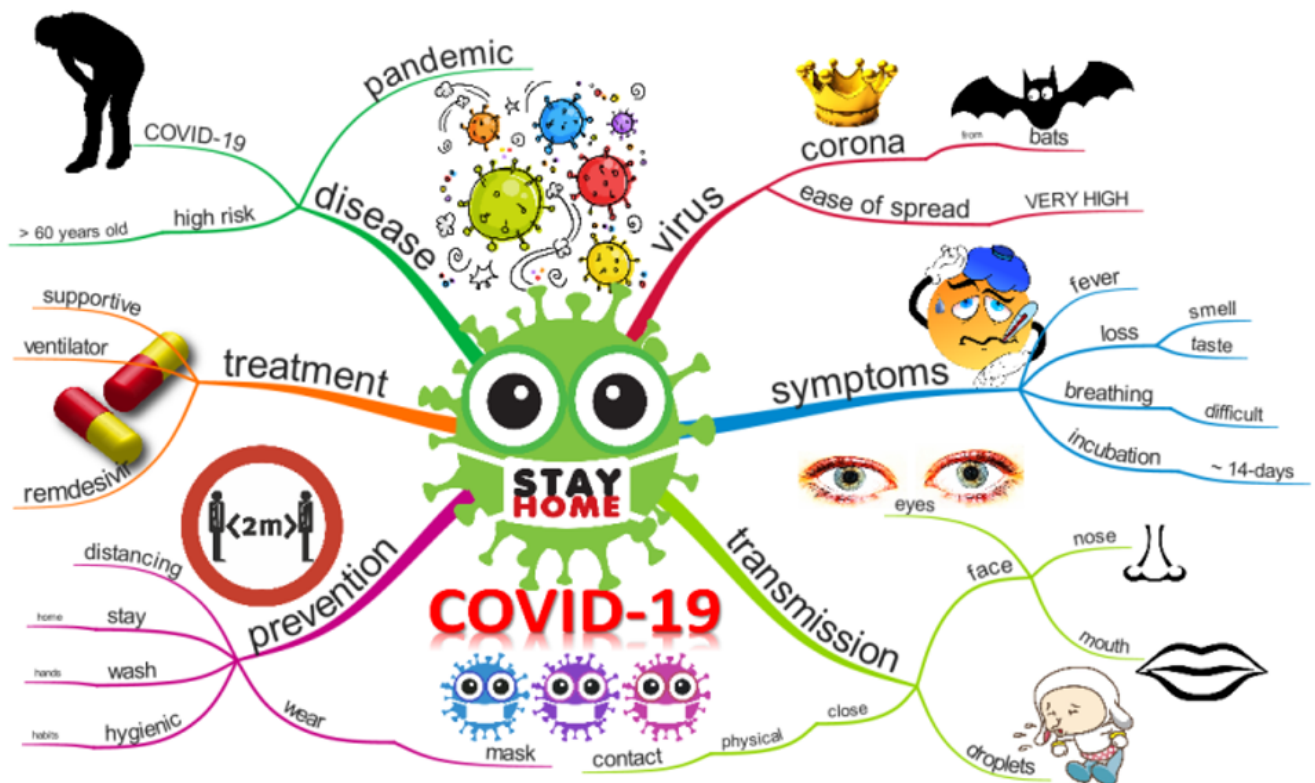 pandemic
COVID-19
disease
high risk
> 60 years old
virus
corona
from
bats
ease of spread
VERY HIGH
symptoms
fever
loss
smell
taste
breathing
difficult
incubation
~ 14-days
treatment
supportive
ventilator
remdesivir
STAY
HOME
COVID-19
<2m>
prevention
distancing
stay
home
wash
hands
hygienic
habits
wear
mask
transmission
face
eyes
nose
mouth
close
physical
contact
droplets